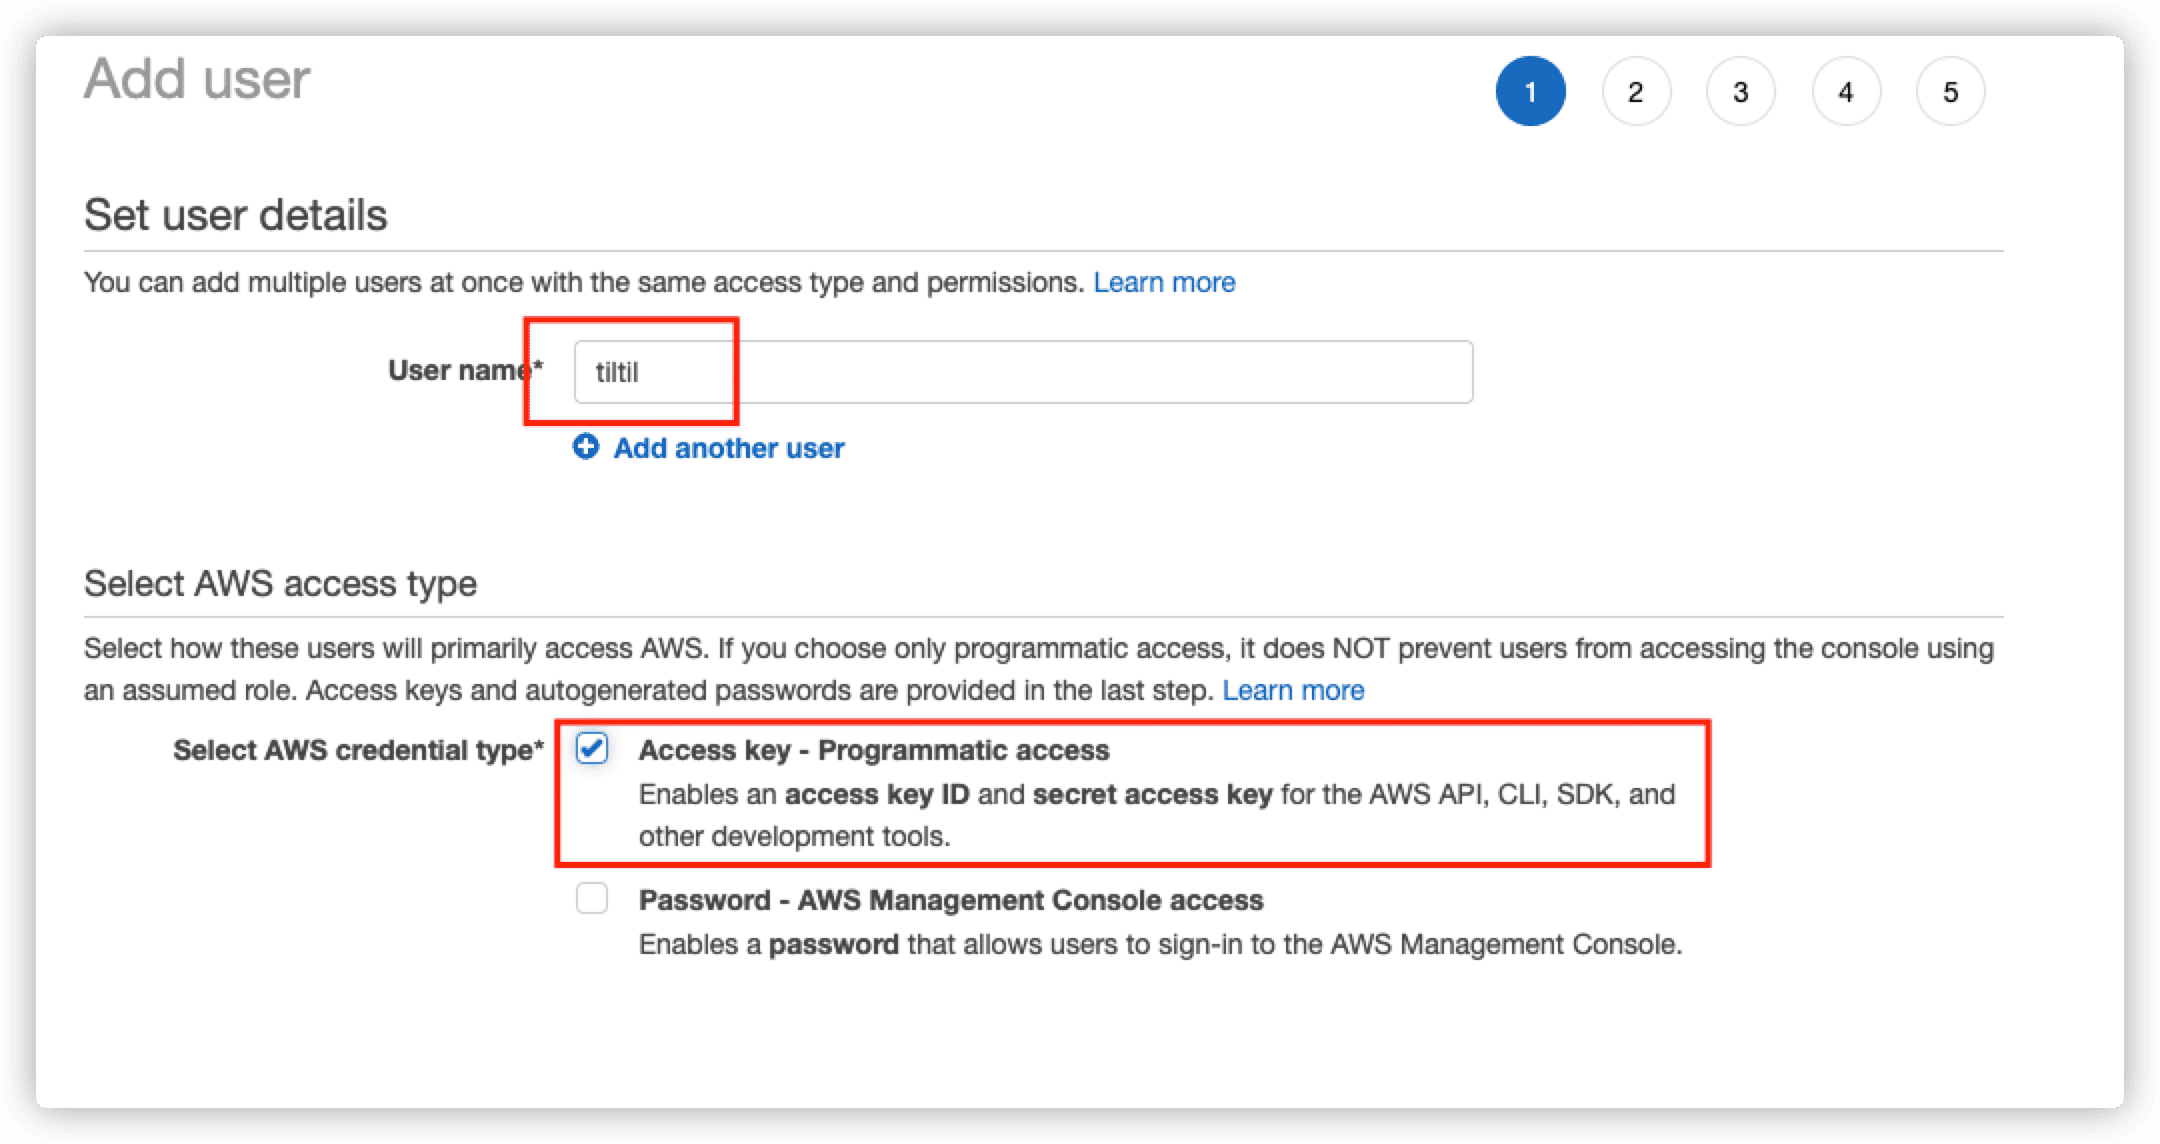 Add user
1 2 3 4 5
Set user details
You can add multiple users at once with the same access type and permissions. Learn more
User name* tiltil
Add another user
Select AWS access type
Select how these users will primarily access AWS. If you choose only programmatic access, it does NOT prevent users from accessing the console using
an assumed role. Access keys and autogenerated passwords are provided in the last step. Learn more
Select AWS credential type* Access key - Programmatic access
Enables an access key ID and secret access key for the AWS API, CLI, SDK, and
other development tools.
Password - AWS Management Console access
Enables a password that allows users to sign-in to the AWS Management Console.